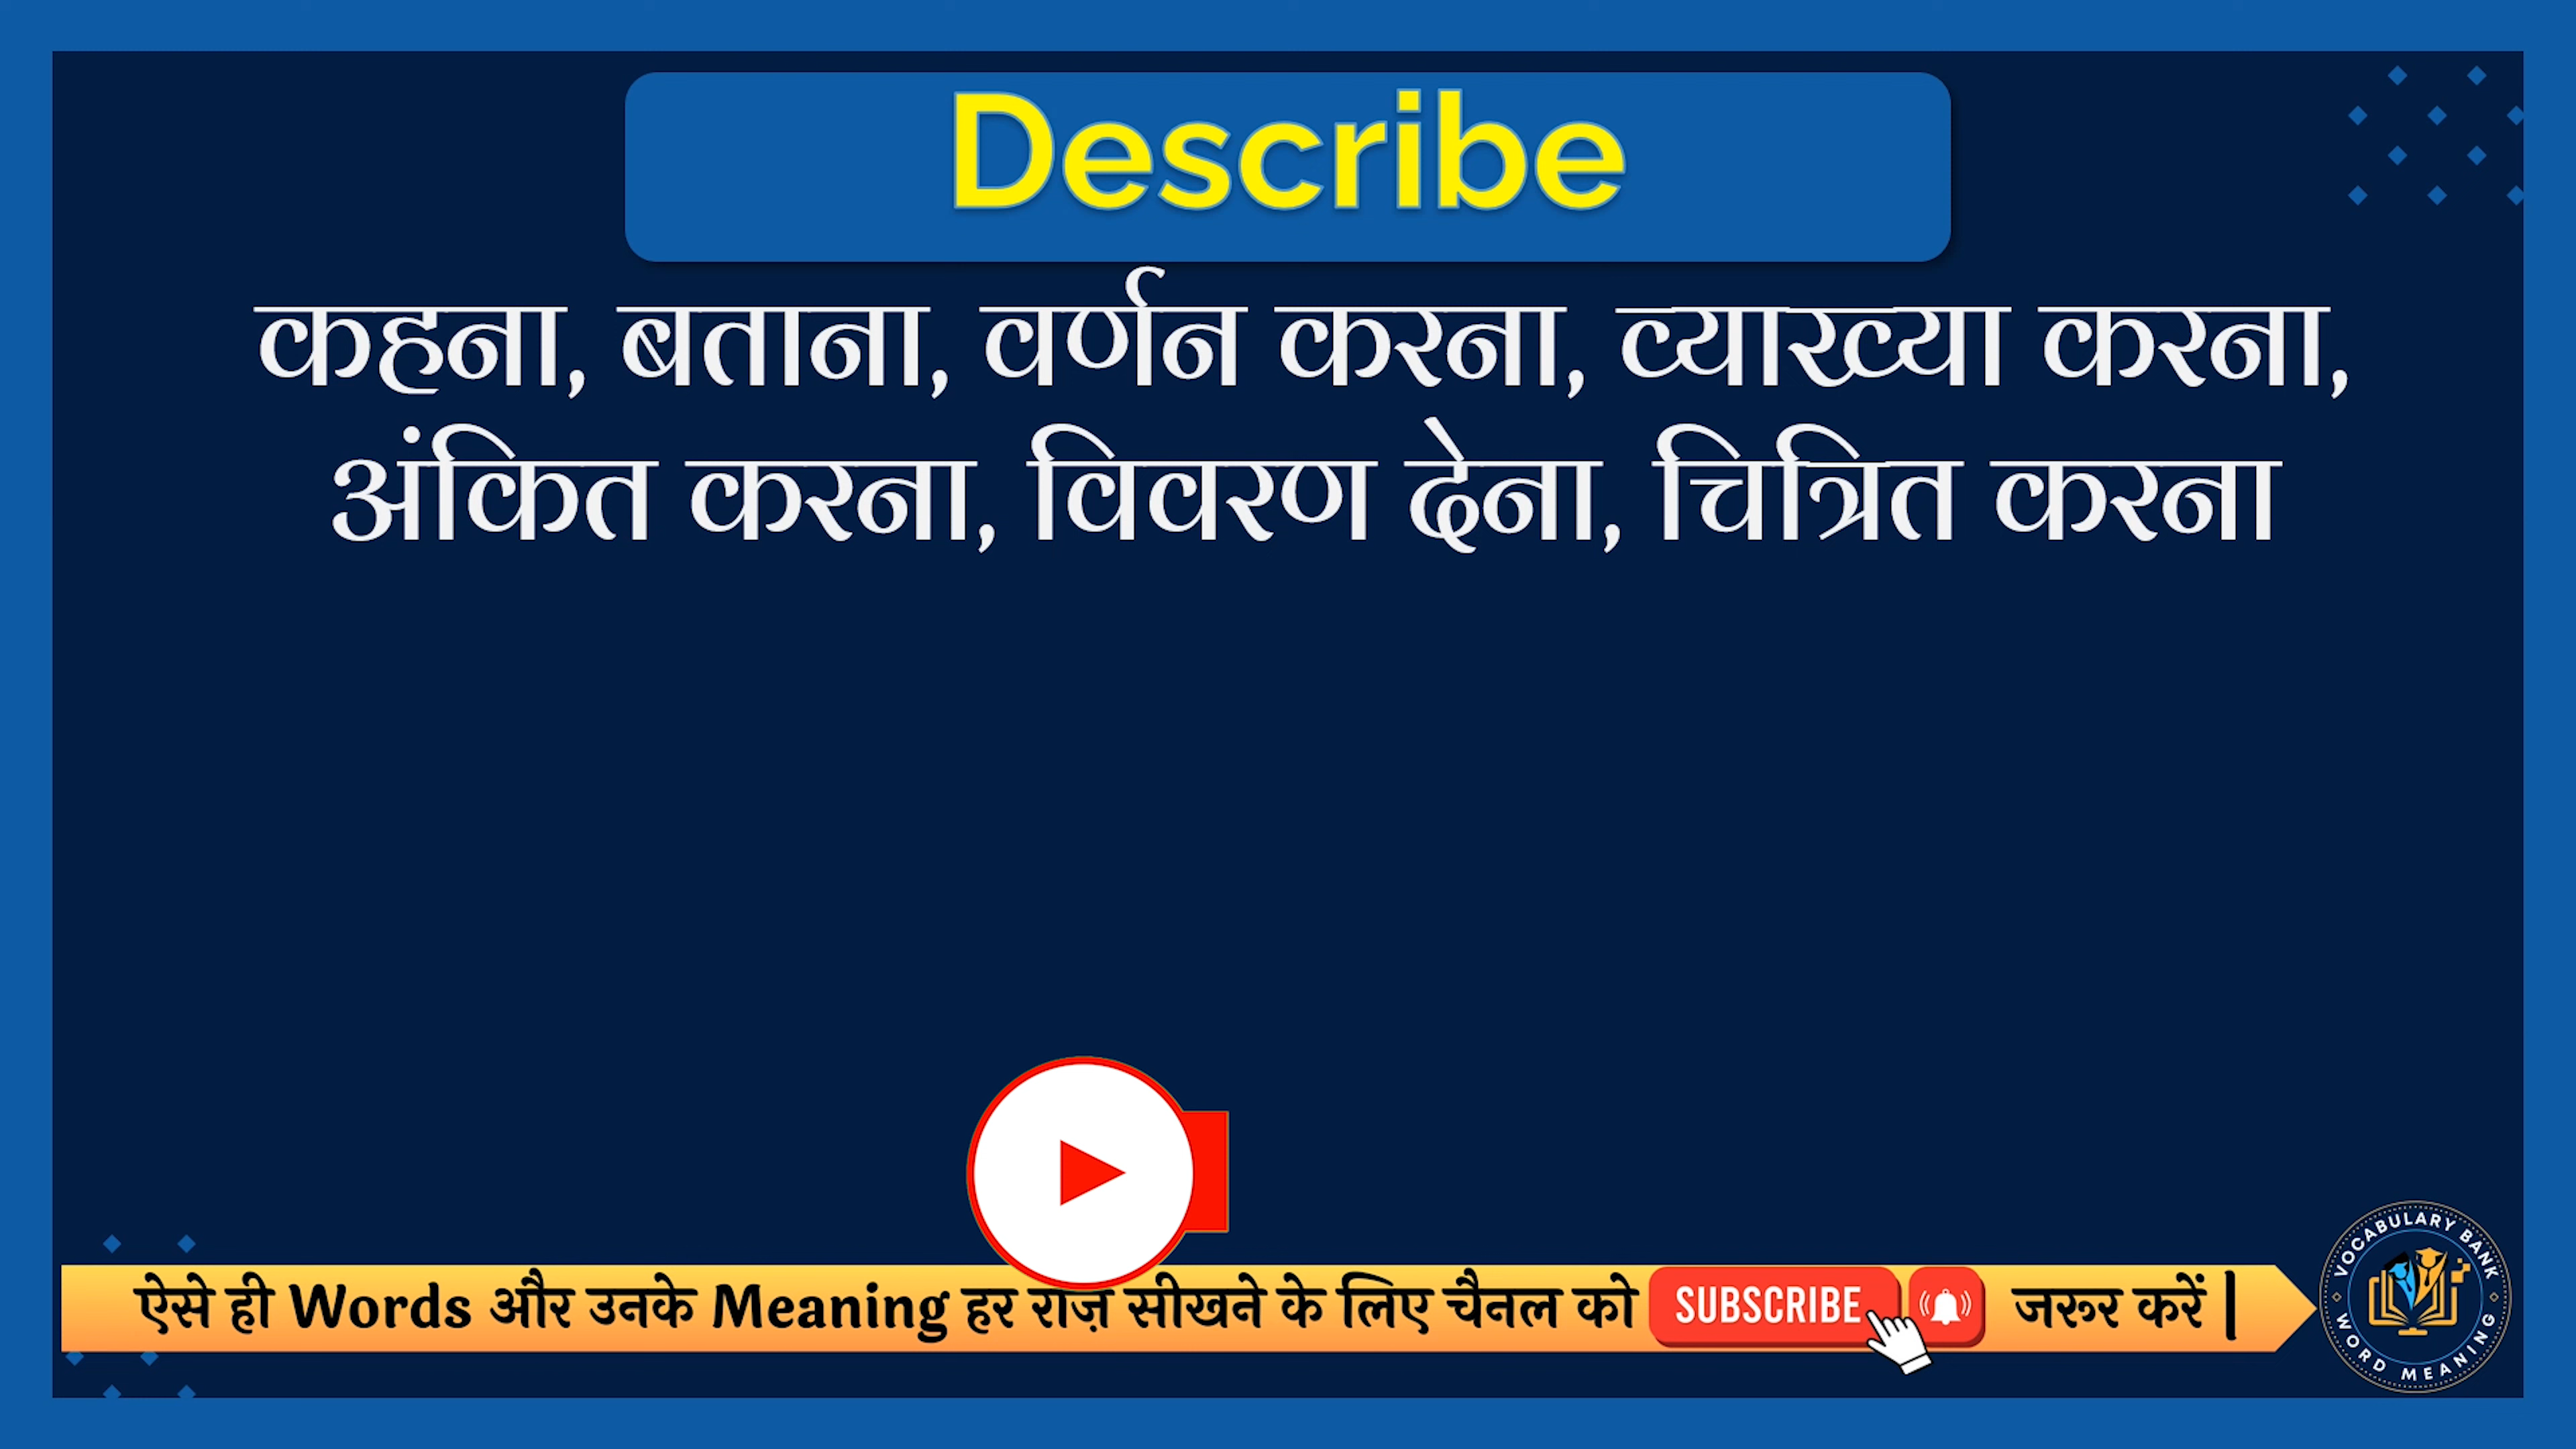 Describe
कहना, बताना, वर्णन करना, व्याख्या करना,
अंकित करना, विवरण देना, चित्रित करना
ऐसे ही Words और उनके Meaning हर राज़ सीखने के लिए चैनल को SUBSCRIBE जरूर करें |
VOCABULARY BANK
WORD MEANING